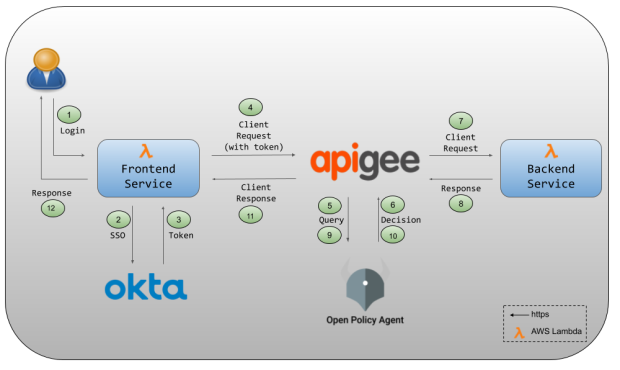 1
Login
4
Client
Request
(with token)
7
Client
Request
λ
Frontend
Service
apigee
λ
Backend
Service
Response
12
Client
Response
11
Response
8
2
SSO
3
Token
5
Query
9
6
Decision
10
okta
Open Policy Agent
https
λ AWS Lambda